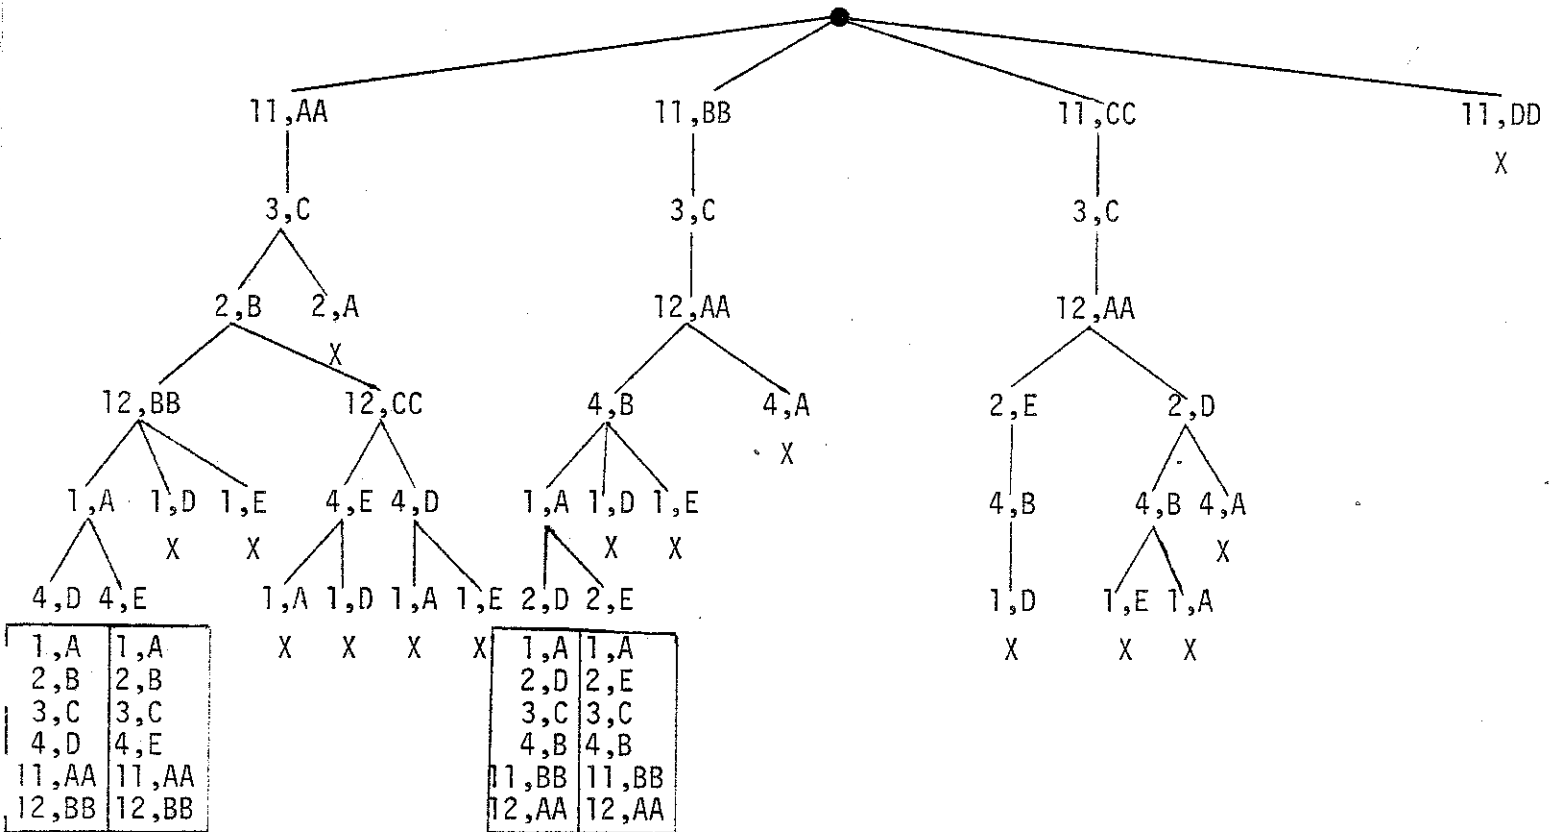 11,AA 11,BB 11,CC 11,DD
X
3,C 3,C 3,C
2,B 2,A 12,AA 12,AA
X
12,BB 12,CC 4,B 4,A 2,E 2,D
X
1,A 1,D 1,E 4,E 4,D 1,A 1,D 1,E 4,B 4,B 4,A
X X X X X
4,D 4,E 1,A 1,D 1,A 1,E 2,D 2,E 1,D 1,E 1,A
X X X X X X X
1,A 1,A 1,A 1,A
2,B 2,B 2,D 2,E
3,C 3,C 3,C 3,C
4,D 4,E 4,B 4,B
11,AA 11,AA 11,BB 11,BB
12,BB 12,BB 12,AA 12,AA